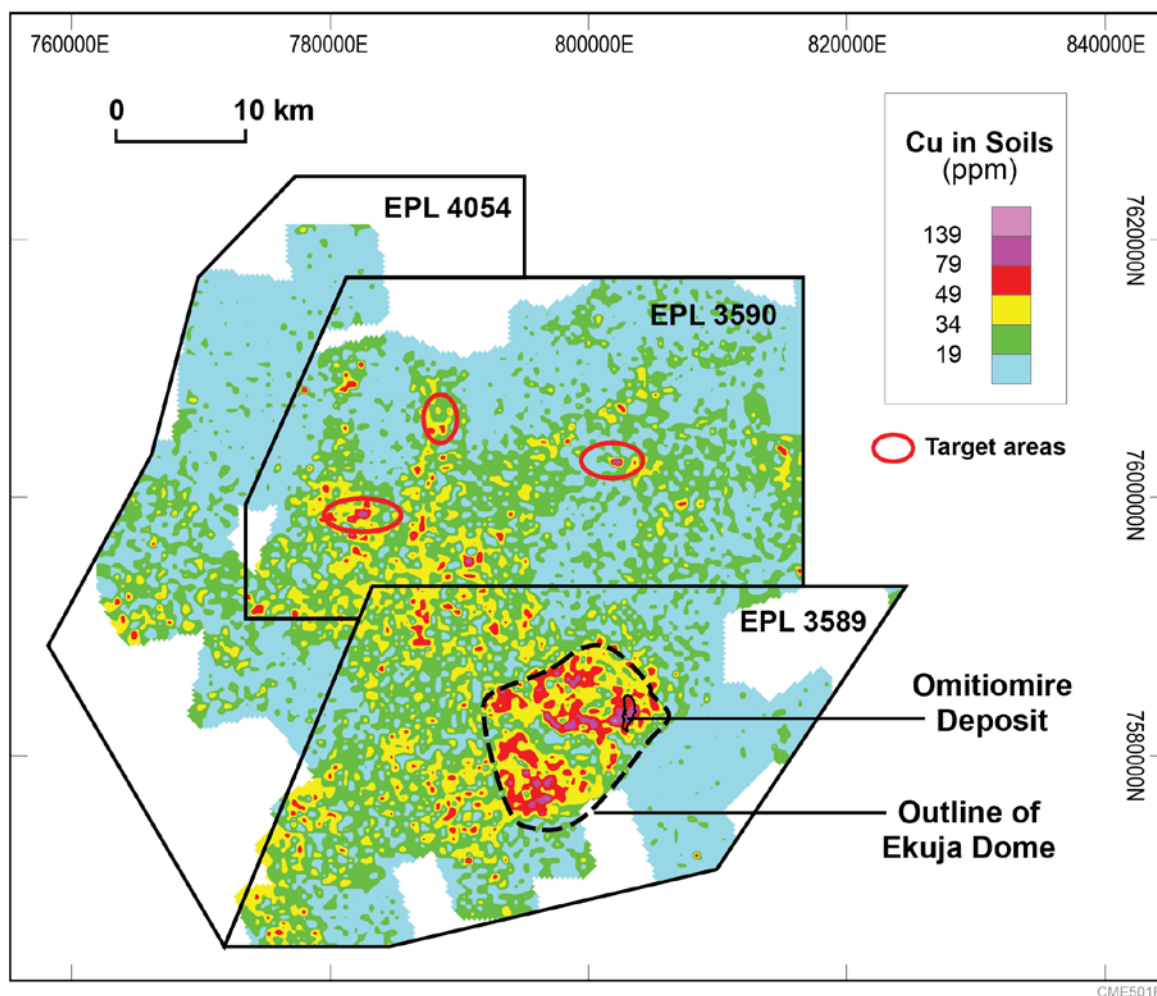 760000E
780000E
800000E
820000E
840000E
0
10 km
Cu in Soils
(ppm)
139
79
49
34
19
Target areas
EPL 4054
EPL 3590
EPL 3589
7620000N
7600000N
7580000N
Omitiomire
Deposit
Outline of
Ekuja Dome